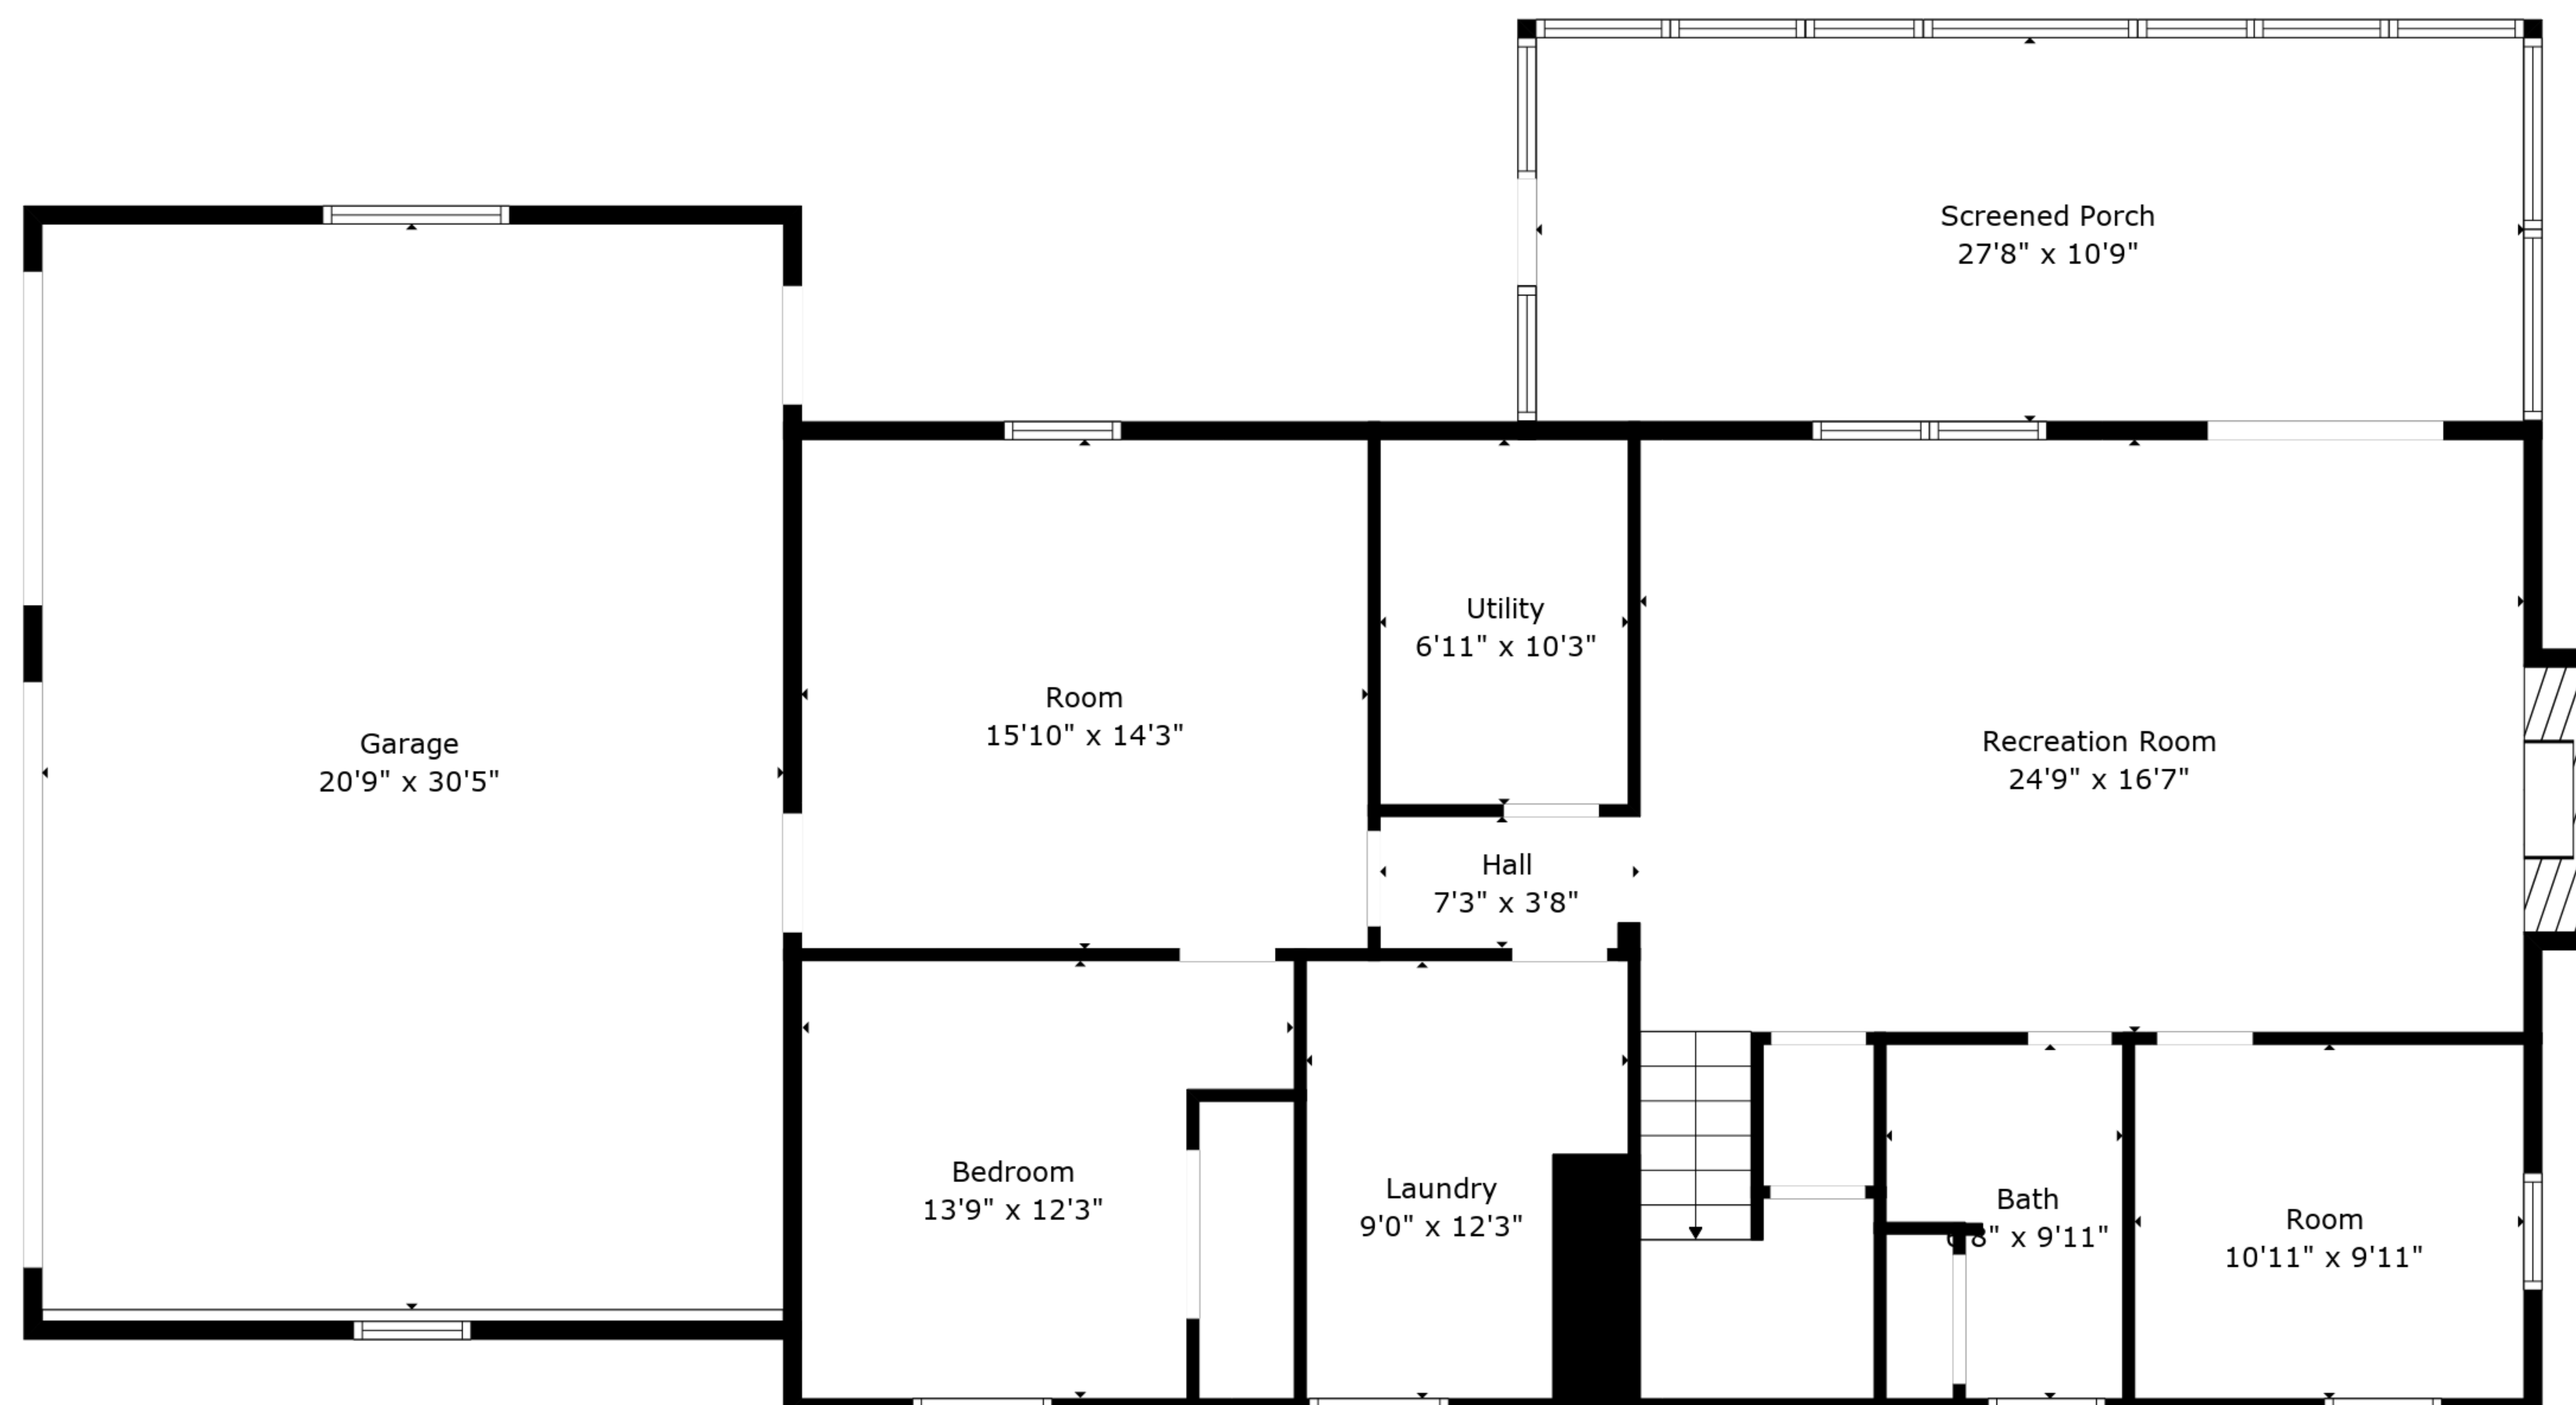 Screened Porch
27'8" x 10'9"
Utility
6'11" x 10'3"
Room
15'10" x 14'3"
Garage
20'9" x 30'5"
Recreation Room
24'9" x 16'7"
Hall
7'3" x 3'8"
Bedroom
13'9" x 12'3"
Laundry
9'0" x 12'3"
Bath
6'8" x 9'11"
Room
10'11" x 9'11"